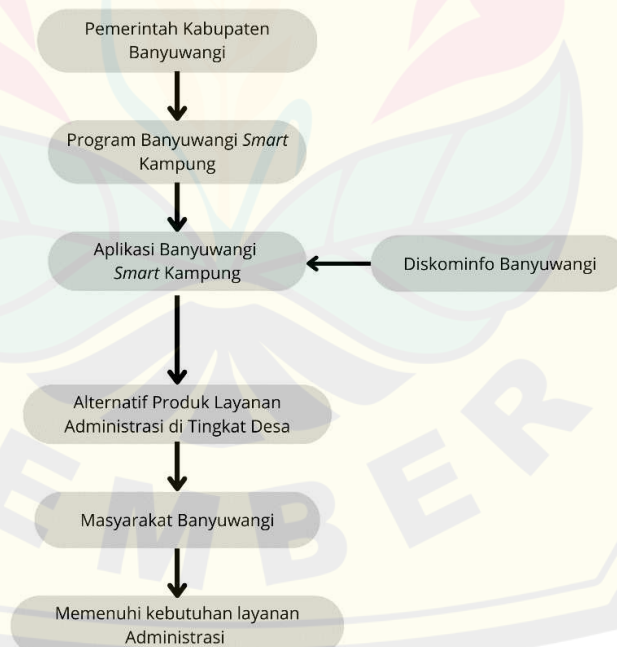 Pemerintah Kabupaten
Banyuwangi
Program Banyuwangi Smart
Kampung
Aplikasi Banyuwangi
Smart Kampung
Diskominfo Banyuwangi
Alternatif Produk Layanan
Administrasi di Tingkat Desa
EMBER
Masyarakat Banyuwangi
Memenuhi kebutuhan layanan
Administrasi